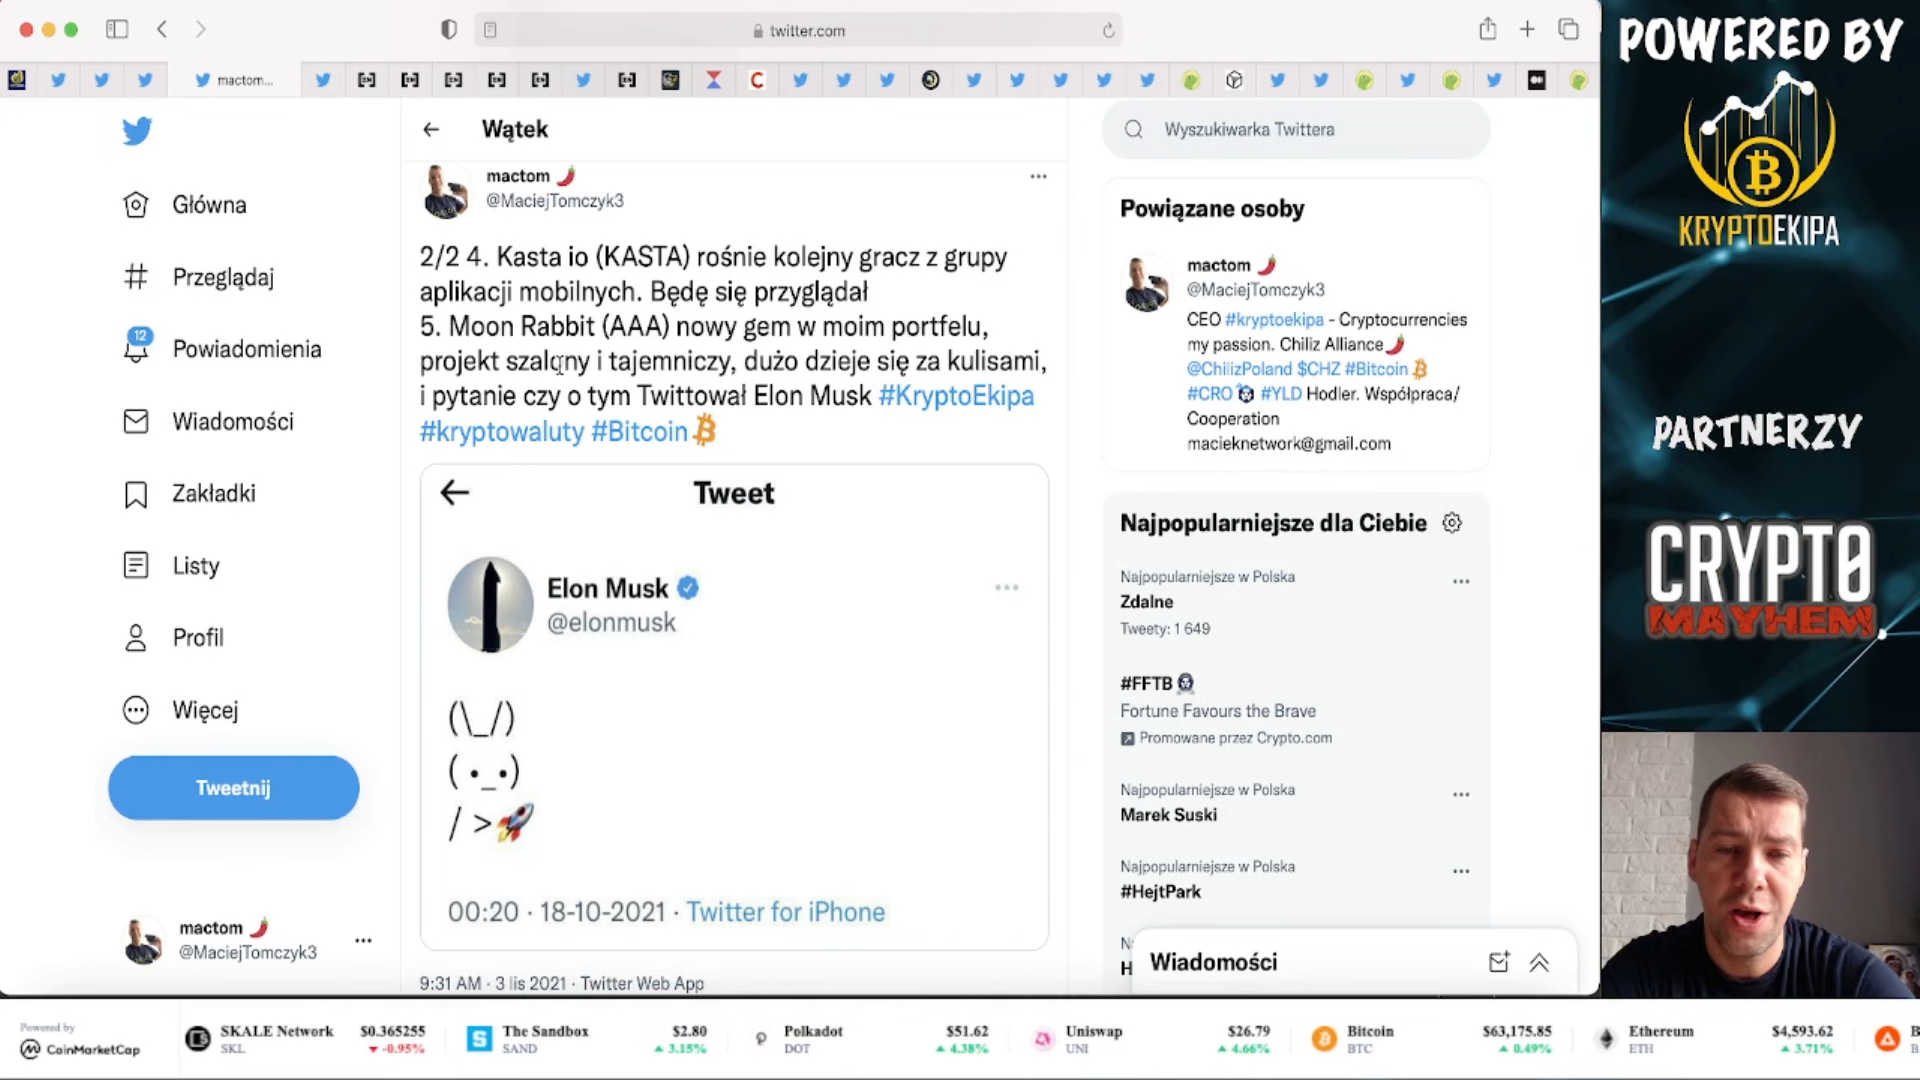 twitter.com
mactom...
Główna
Przeglądaj
12
Powiadomienia
Wiadomości
Zakładki
Listy
Profil
Więcej
Tweetnij
mactom
@MaciejTomczyk3
Wątek
mactom
@MaciejTomczyk3
2/2 4. Kasta io (KASTA) rośnie kolejny gracz z grupy
aplikacji mobilnych. Będę się przyglądał
5. Moon Rabbit (AAA) nowy gem w moim portfelu,
projekt szalony i tajemniczy, dużo dzieje się za kulisami,
i pytanie czy o tym Twittował Elon Musk #KryptoEkipa
#kryptowaluty #Bitcoin
Tweet
Elon Musk
@elonmusk
(\_/)
( •_•)
/ >🚀
00:20 · 18-10-2021 · Twitter for iPhone
9:31 AM · 3 lis 2021 · Twitter Web App
Wyszukiwarka Twittera
Powiązane osoby
mactom
@MaciejTomczyk3
CEO #kryptoekipa - Cryptocurrencies
my passion. Chiliz Alliance
@ChilizPoland $CHZ #Bitcoin
#CRO #YLD Hodler. Współpraca/
Cooperation
macieknetwork@gmail.com
Najpopularniejsze dla Ciebie
Najpopularniejsze w Polska
Zdalne
Tweety: 1 649
#FFTB
Fortune Favours the Brave
Promowane przez Crypto.com
Najpopularniejsze w Polska
Marek Suski
Najpopularniejsze w Polska
#HejtPark
Wiadomości
POWERED BY
KRYPTOEKIPA
PARTNERZY
CRYPTO
MAYHEM
Powered by
CoinMarketCap
SKALE Network $0.365255
SKL -0.95%
The Sandbox $2.80
SAND 3.15%
Polkadot $51.62
DOT 4.38%
Uniswap $26.79
UNI 4.66%
Bitcoin $63,175.85
BTC 0.49%
Ethereum $4,593.62
ETH 3.71%